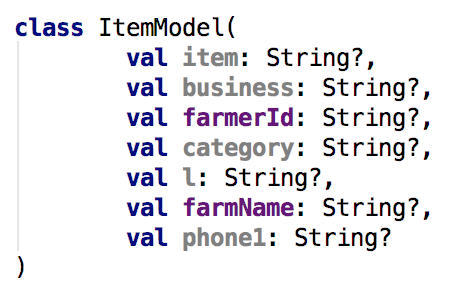 class ItemModel(
val item: String?,
val business: String?,
val farmerId: String?,
val category: String?,
val l: String?,
val farmName: String?,
val phone1: String?
)